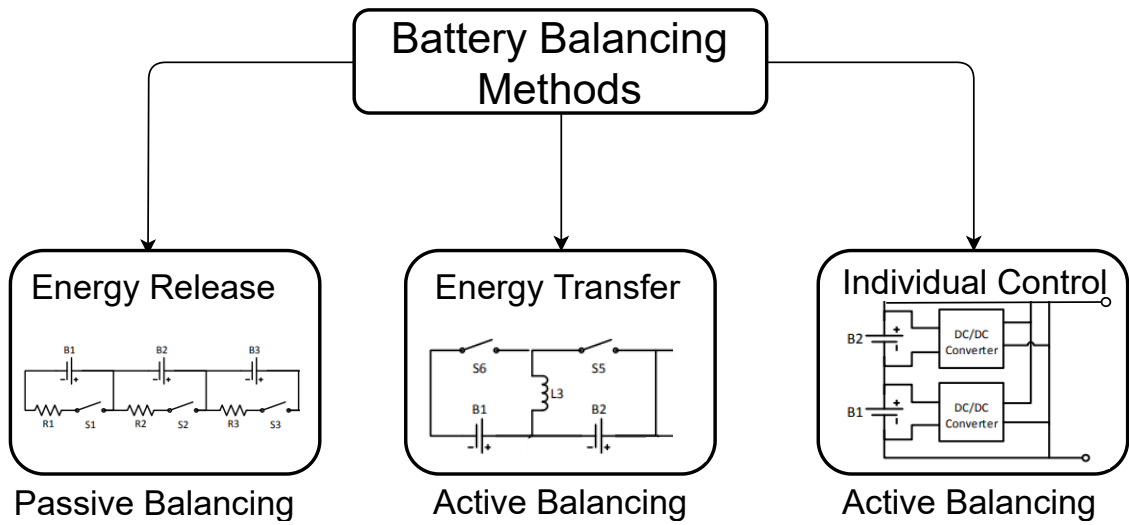 Battery Balancing
Methods
Energy Release
B1
B2
B3
- +
- +
- +
R1
S1
R2
S2
R3
S3
Passive Balancing
Energy Transfer
S6
S5
L3
B1
B2
- +
- +
Active Balancing
Individual Control
B2
+
-
DC/DC
Converter
B1
+
-
DC/DC
Converter
Active Balancing